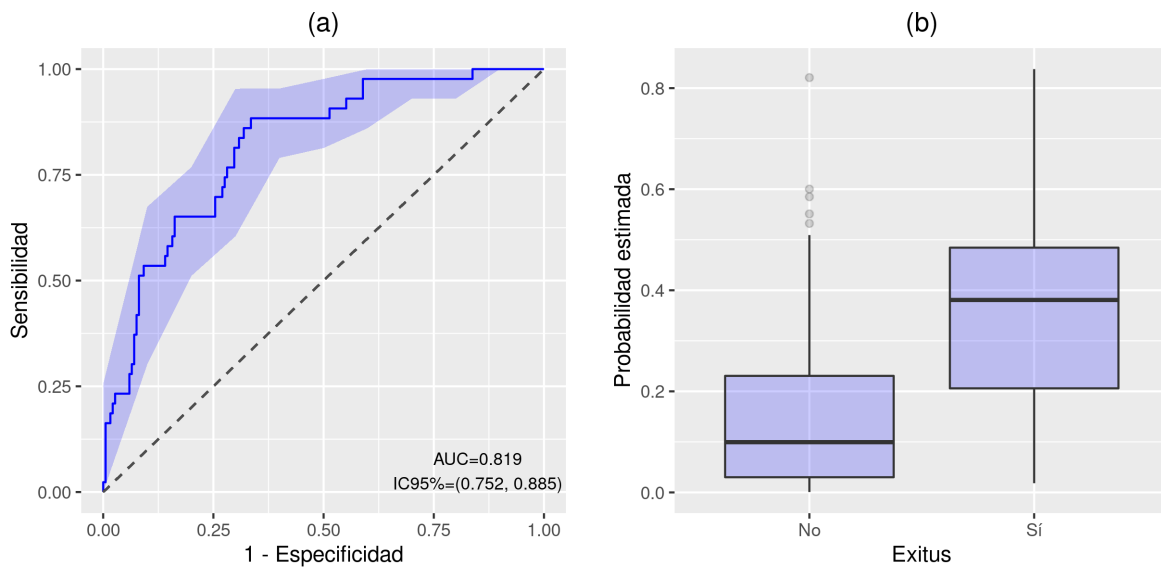 (a)
Sensibilidad
1.00
0.75
0.50
0.25
0.00
AUC=0.819
IC95%=(0.752, 0.885)
0.00 0.25 0.50 0.75 1.00
1 - Especificidad
(b)
Probabilidad estimada
0.8
0.6
0.4
0.2
0.0
No Sí
Exitus